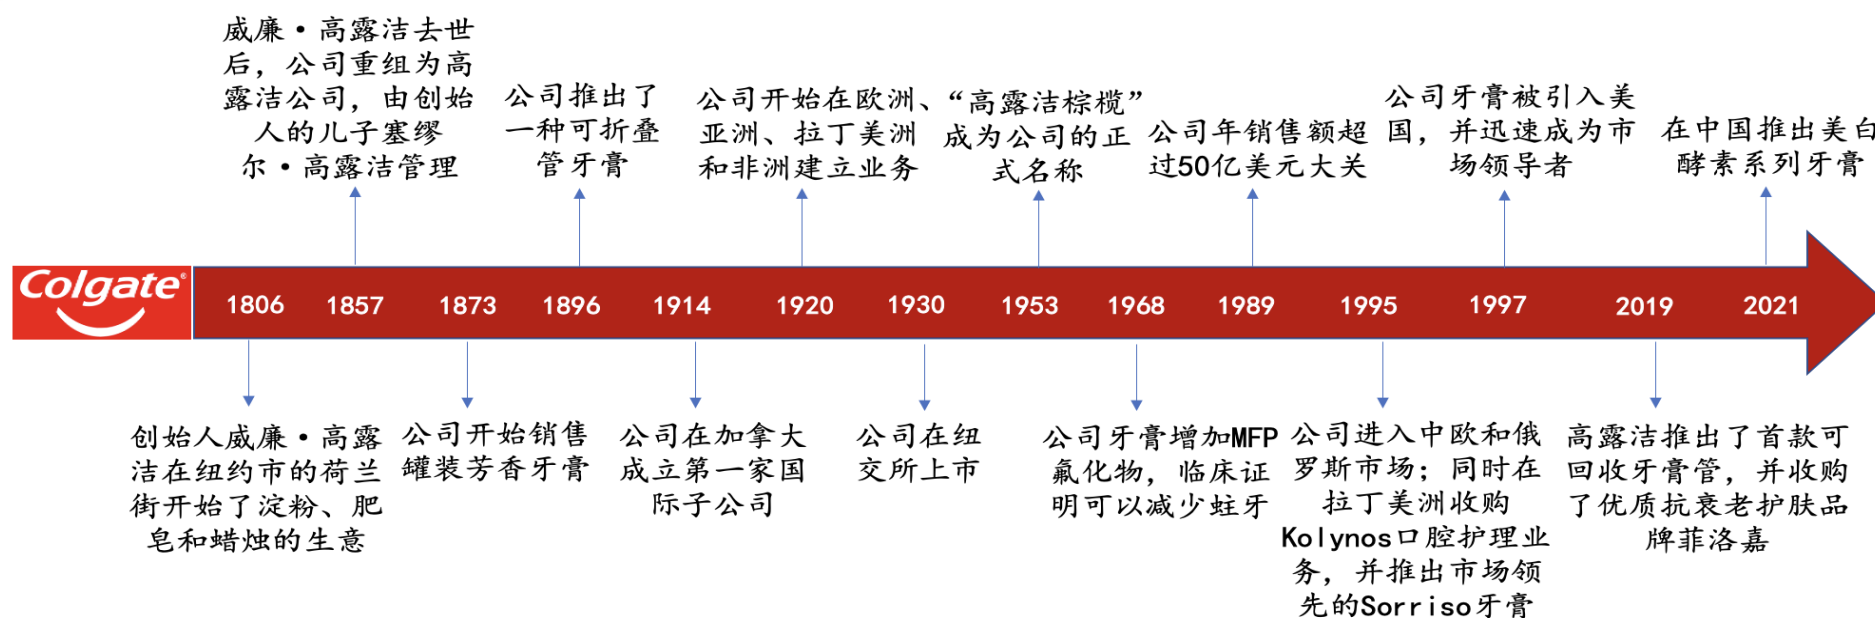 威廉·高露洁去世
后，公司重组为高
露洁公司，由创始
人的儿子塞缪
尔·高露洁管理
公司推出了
一种可折叠
管牙膏
公司开始在欧洲、
亚洲、拉丁美洲
和非洲建立业务
“高露洁棕榄”
成为公司的正
式名称
公司年销售额超
过50亿美元大关
公司牙膏被引入美
国，并迅速成为市
场领导者
在中国推出美白
酵素系列牙膏
Colgate®
1806 1857 1873 1896 1914 1920 1930 1953 1968 1989 1995 1997 2019 2021
创始人威廉·高露
洁在纽约市的荷兰
街开始了淀粉、肥
皂和蜡烛的生意
公司开始销售
罐装芳香牙膏
公司在加拿大
成立第一家国
际子公司
公司在纽
交所上市
公司牙膏增加MFP
氟化物，临床证
明可以减少蛀牙
公司进入中欧和俄
罗斯市场；同时在
拉丁美洲收购
Kolynos口腔护理业
务，并推出市场领
先的Sorriso牙膏
高露洁推出了首款可
回收牙膏管，并收购
了优质抗衰老护肤品
牌菲洛嘉